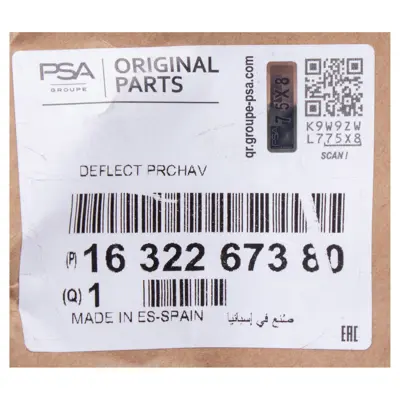 PSA
GROUPE
ORIGINAL
PARTS
qr.groupe-psa.com
75X8
K9W9ZW
L775X8
SCAN !
DEFLECT PRCHAV
(P) 16 322 673 80
(Q) 1
MADE IN ES-SPAIN
صنع في إسبانيا
EAC